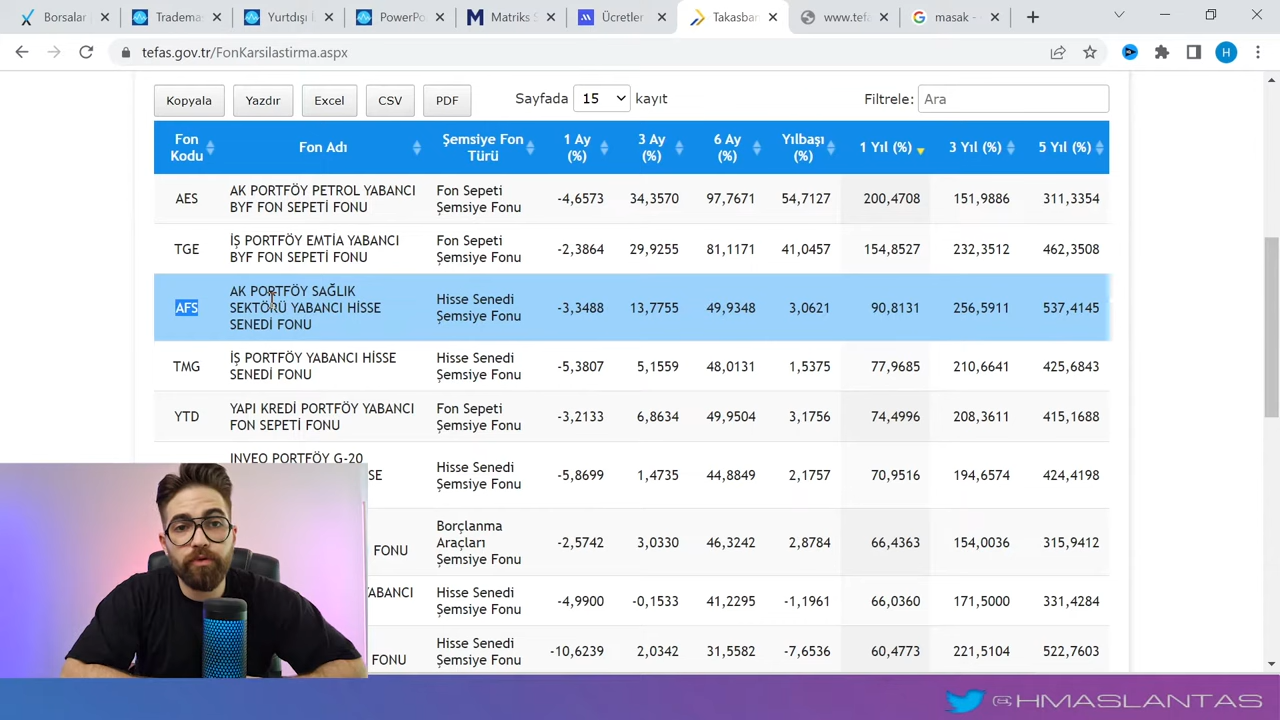 Borsalar
Tradema
Yurtdışı
PowerPo
Matriks S
Ücretler
Takasbar
www.tef
masak -
tefas.gov.tr/FonKarsilastirma.aspx
H
Kopyala
Yazdır
Excel
CSV
PDF
Sayfada 15 kayıt
Filtrele: Ara
Fon Kodu
Fon Adı
Şemsiye Fon Türü
1 Ay (%)
3 Ay (%)
6 Ay (%)
Yılbaşı (%)
1 Yıl (%)
3 Yıl (%)
5 Yıl (%)
AES
AK PORTFÖY PETROL YABANCI
BYF FON SEPETİ FONU
Fon Sepeti
Şemsiye Fonu
-4,6573 34,3570 97,7671 54,7127 200,4708 151,9886 311,3354
TGE
İŞ PORTFÖY EMTİA YABANCI
BYF FON SEPETİ FONU
Fon Sepeti
Şemsiye Fonu
-2,3864 29,9255 81,1171 41,0457 154,8527 232,3512 462,3508
AFS
AK PORTFÖY SAĞLIK
SEKTÖRÜ YABANCI HİSSE
SENEDİ FONU
Hisse Senedi
Şemsiye Fonu
-3,3488 13,7755 49,9348 3,0621 90,8131 256,5911 537,4145
TMG
İŞ PORTFÖY YABANCI HİSSE
SENEDİ FONU
Hisse Senedi
Şemsiye Fonu
-5,3807 5,1559 48,0131 1,5375 77,9685 210,6641 425,6843
YTD
YAPI KREDİ PORTFÖY YABANCI
FON SEPETİ FONU
Fon Sepeti
Şemsiye Fonu
-3,2133 6,8634 49,9504 3,1756 74,4996 208,3611 415,1688
INVEO PORTFÖY G-20
SE
Hisse Senedi
Şemsiye Fonu
-5,8699 1,4735 44,8849 2,1757 70,9516 194,6574 424,4198
FONU
Borçlanma
Araçları
Şemsiye Fonu
-2,5742 3,0330 46,3242 2,8784 66,4363 154,0036 315,9412
ABANCI
Hisse Senedi
Şemsiye Fonu
-4,9900 -0,1533 41,2295 -1,1961 66,0360 171,5000 331,4284
FONU
Hisse Senedi
Şemsiye Fonu
-10,6239 2,0342 31,5582 -7,6536 60,4773 221,5104 522,7603
@HMASLANTAS